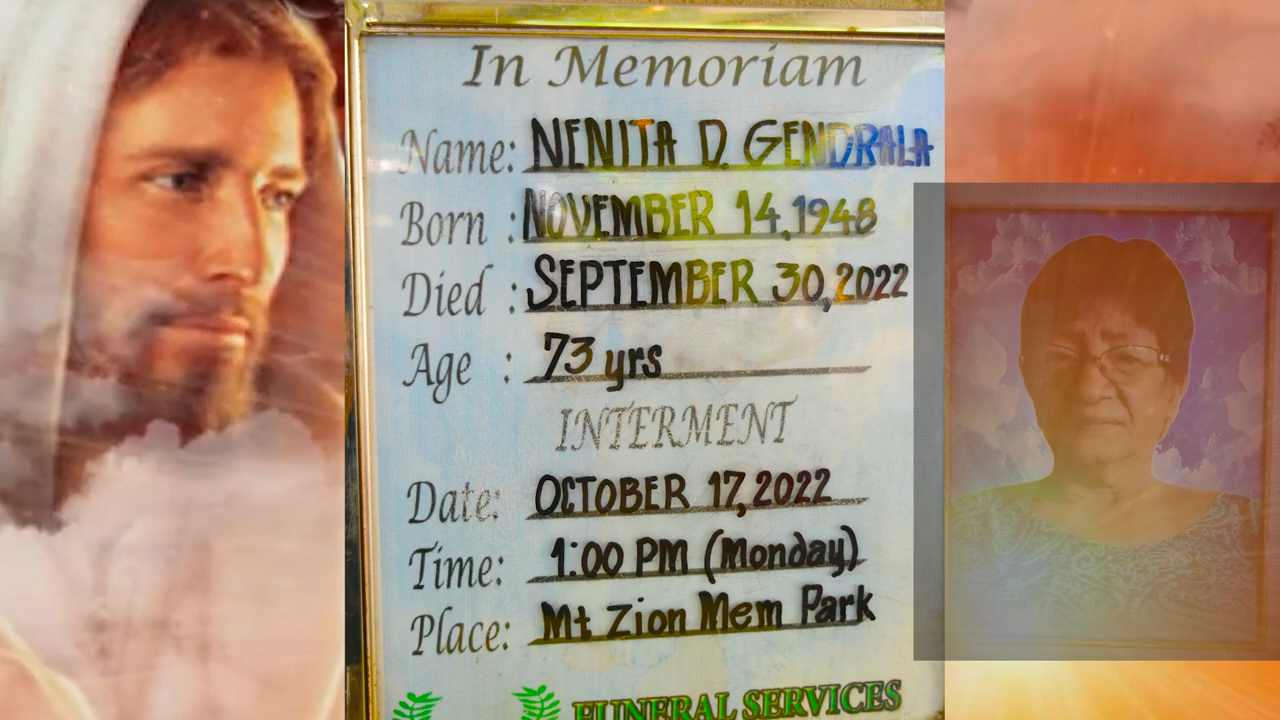 In Memoriam
Name: NENITA D. GENDRALA
Born : NOVEMBER 14, 1948
Died : SEPTEMBER 30, 2022
Age : 73 yrs
INTERMENT
Date: OCTOBER 17, 2022
Time: 1:00 PM (Monday)
Place: Mt Zion Mem Park
FUNERAL SERVICES